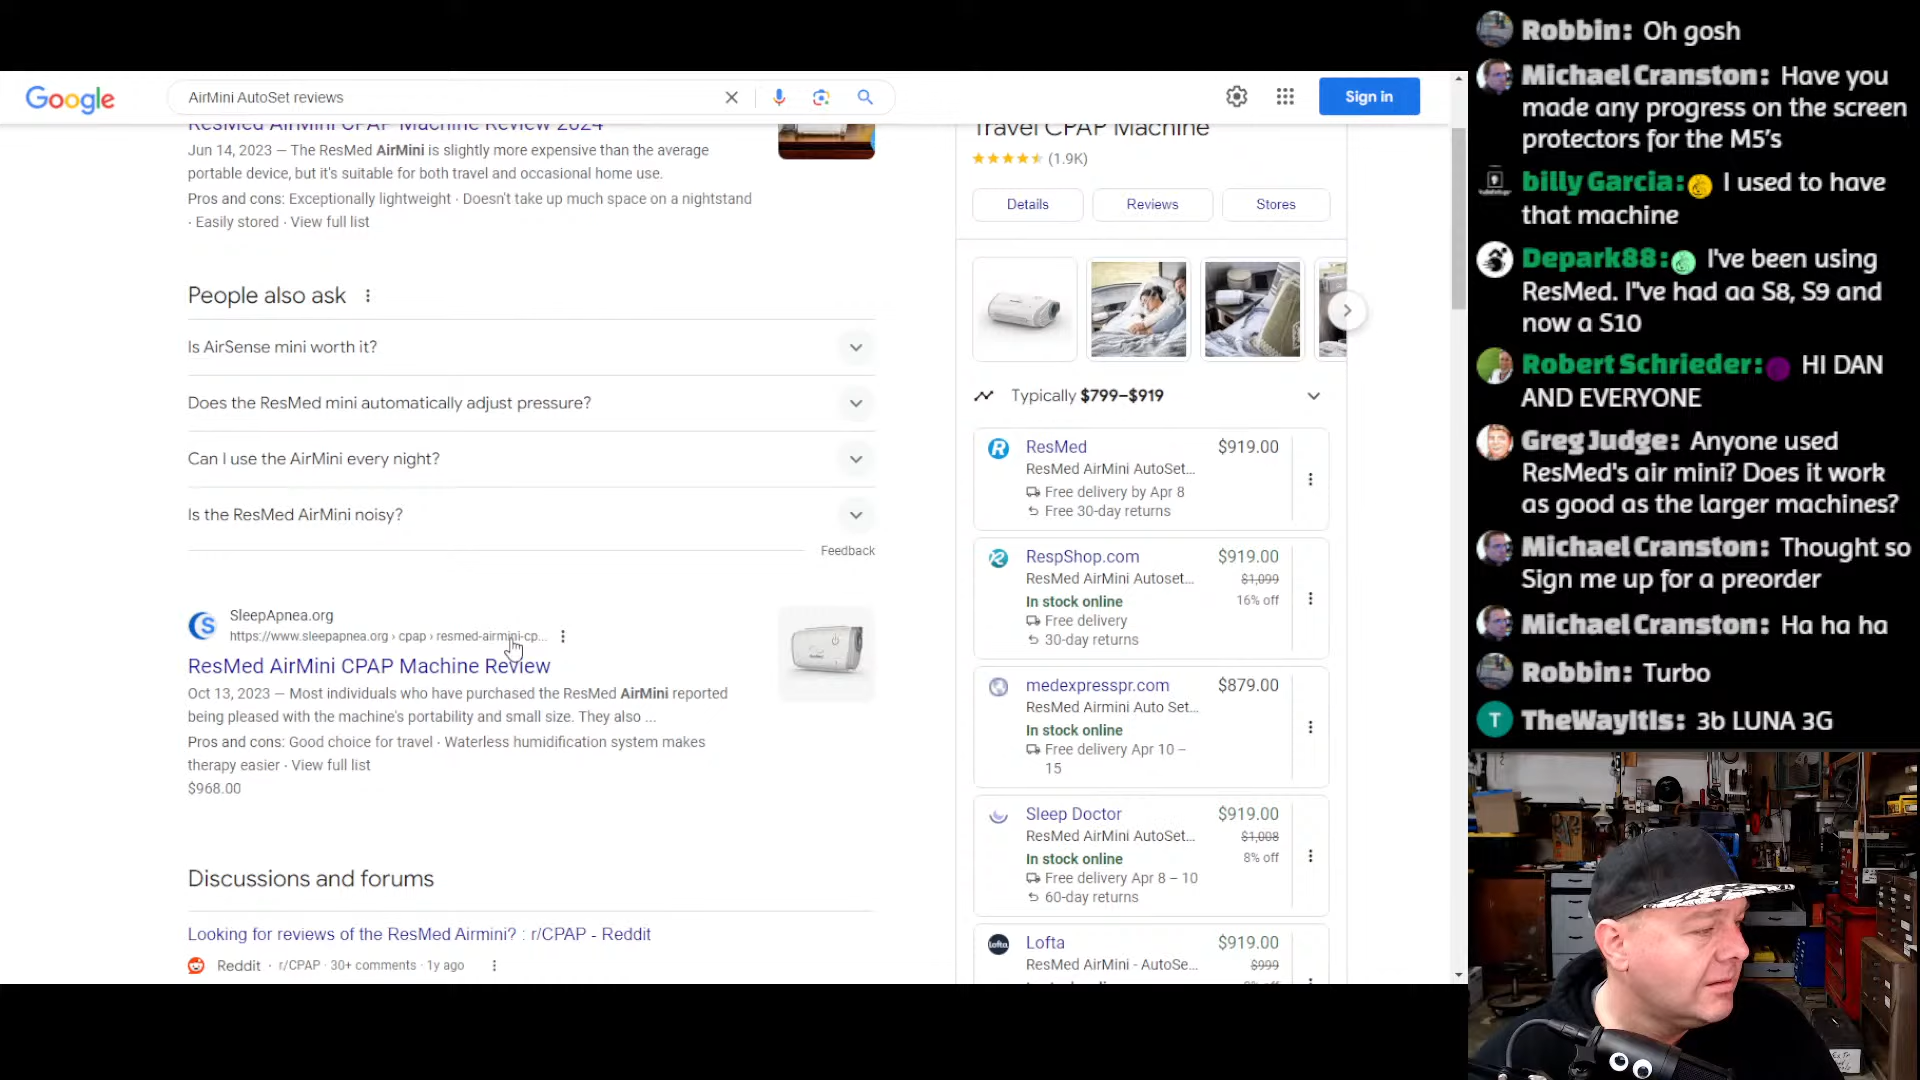 Google
AirMini AutoSet reviews
Sign in
ResMed AirMini CPAP Machine Review 2024
Jun 14, 2023 — The ResMed AirMini is slightly more expensive than the average
portable device, but it's suitable for both travel and occasional home use.
Pros and cons: Exceptionally lightweight · Doesn't take up much space on a nightstand
· Easily stored · View full list
People also ask
Is AirSense mini worth it?
Does the ResMed mini automatically adjust pressure?
Can I use the AirMini every night?
Is the ResMed AirMini noisy?
Feedback
SleepApnea.org
https://www.sleepapnea.org › cpap › resmed-airmini-cp...
ResMed AirMini CPAP Machine Review
Oct 13, 2023 — Most individuals who have purchased the ResMed AirMini reported
being pleased with the machine's portability and small size. They also ...
Pros and cons: Good choice for travel · Waterless humidification system makes
therapy easier · View full list
$968.00
Discussions and forums
Looking for reviews of the ResMed Airmini? : r/CPAP - Reddit
Reddit · r/CPAP · 30+ comments · 1y ago
Travel CPAP Machine
(1.9K)
Details
Reviews
Stores
Typically $799–$919
ResMed $919.00
ResMed AirMini AutoSet...
Free delivery by Apr 8
Free 30-day returns
RespShop.com $919.00
ResMed AirMini Autoset... $1,099
In stock online 16% off
Free delivery
30-day returns
medexpresspr.com $879.00
ResMed Airmini Auto Set...
In stock online
Free delivery Apr 10 –
15
Sleep Doctor $919.00
ResMed AirMini AutoSet... $1,008
In stock online 8% off
Free delivery Apr 8 – 10
60-day returns
Lofta $919.00
ResMed AirMini - AutoSe... $999
Robbin: Oh gosh
Michael Cranston: Have you
made any progress on the screen
protectors for the M5's
billy Garcia: I used to have
that machine
Depark88: I've been using
ResMed. I"ve had aa S8, S9 and
now a S10
Robert Schrieder: HI DAN
AND EVERYONE
Greg Judge: Anyone used
ResMed's air mini? Does it work
as good as the larger machines?
Michael Cranston: Thought so
Sign me up for a preorder
Michael Cranston: Ha ha ha
Robbin: Turbo
T TheWayItIs: 3b LUNA 3G